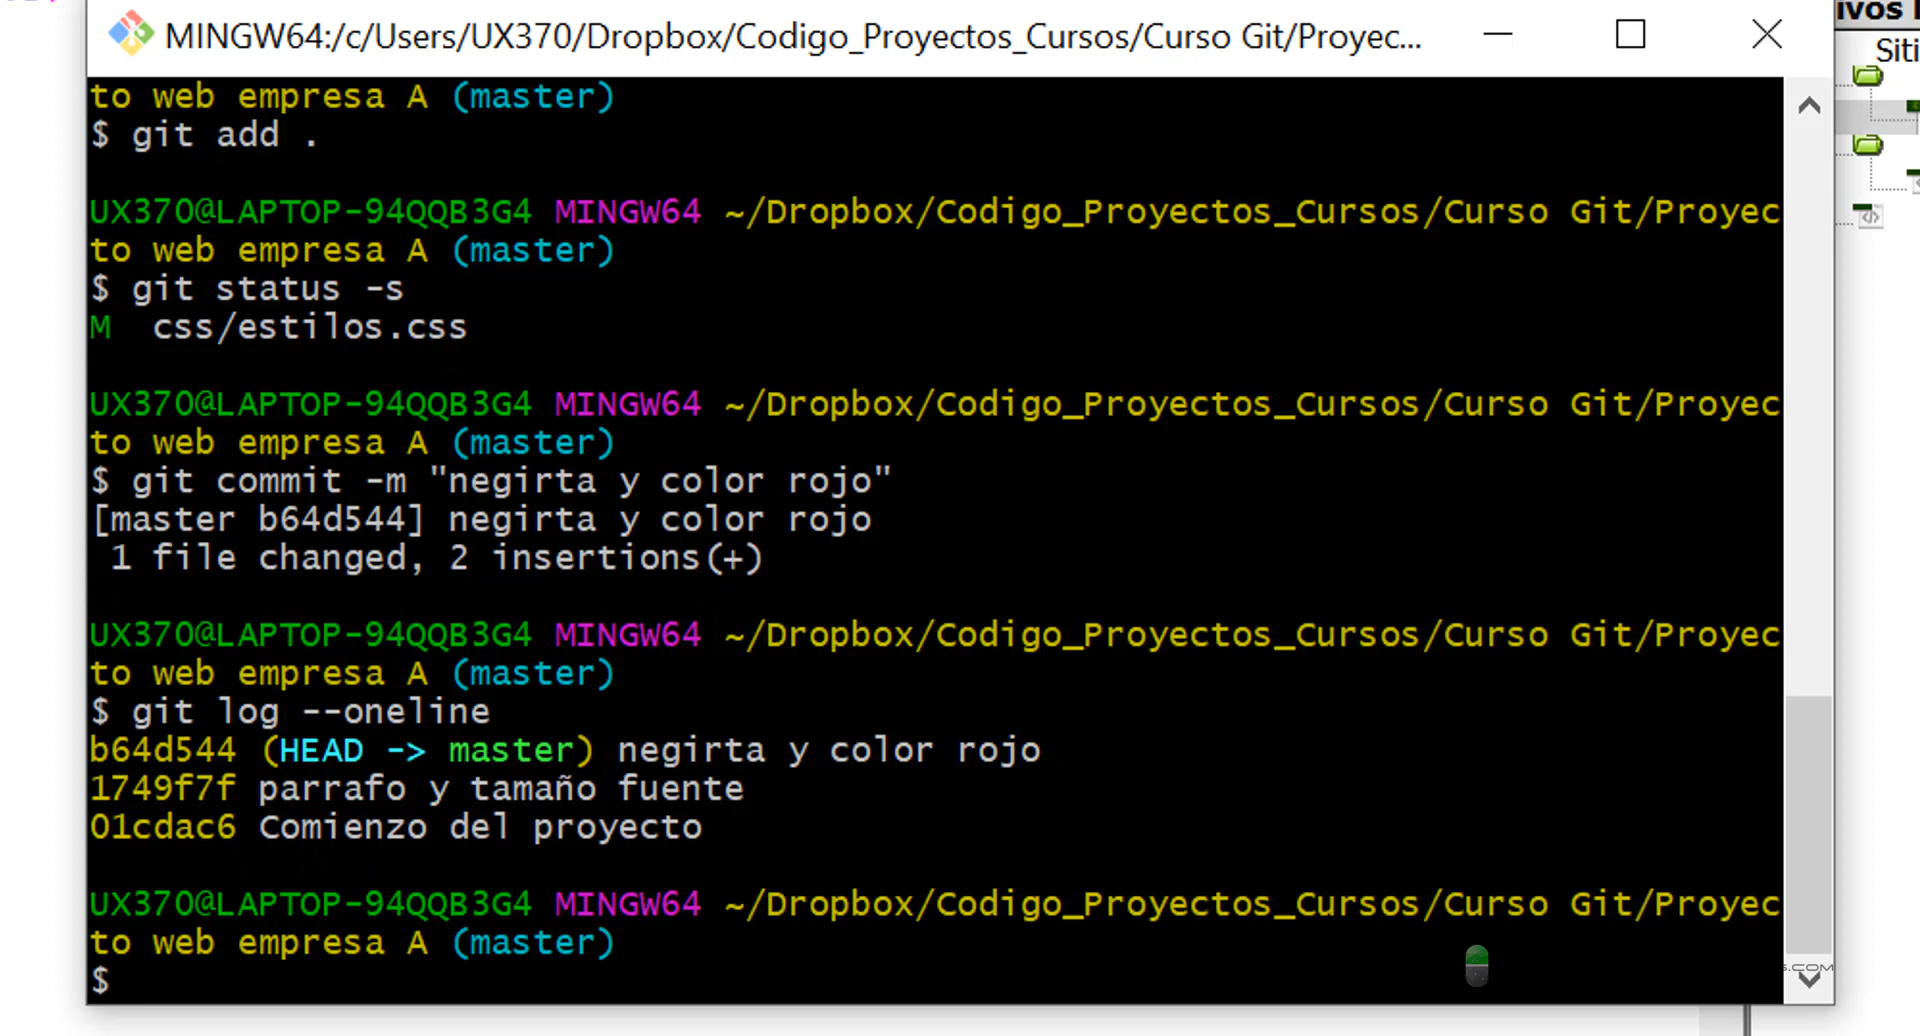 MINGW64:/c/Users/UX370/Dropbox/Codigo_Proyectos_Cursos/Curso Git/Proyec...
ivos
Siti
to web empresa A (master)
$ git add .
UX370@LAPTOP-94QQB3G4 MINGW64 ~/Dropbox/Codigo_Proyectos_Cursos/Curso Git/Proyec
to web empresa A (master)
$ git status -s
M  css/estilos.css
UX370@LAPTOP-94QQB3G4 MINGW64 ~/Dropbox/Codigo_Proyectos_Cursos/Curso Git/Proyec
to web empresa A (master)
$ git commit -m "negirta y color rojo"
[master b64d544] negirta y color rojo
 1 file changed, 2 insertions(+)
UX370@LAPTOP-94QQB3G4 MINGW64 ~/Dropbox/Codigo_Proyectos_Cursos/Curso Git/Proyec
to web empresa A (master)
$ git log --oneline
b64d544 (HEAD -> master) negirta y color rojo
1749f7f parrafo y tamaño fuente
01cdac6 Comienzo del proyecto
UX370@LAPTOP-94QQB3G4 MINGW64 ~/Dropbox/Codigo_Proyectos_Cursos/Curso Git/Proyec
to web empresa A (master)
$
S.COM